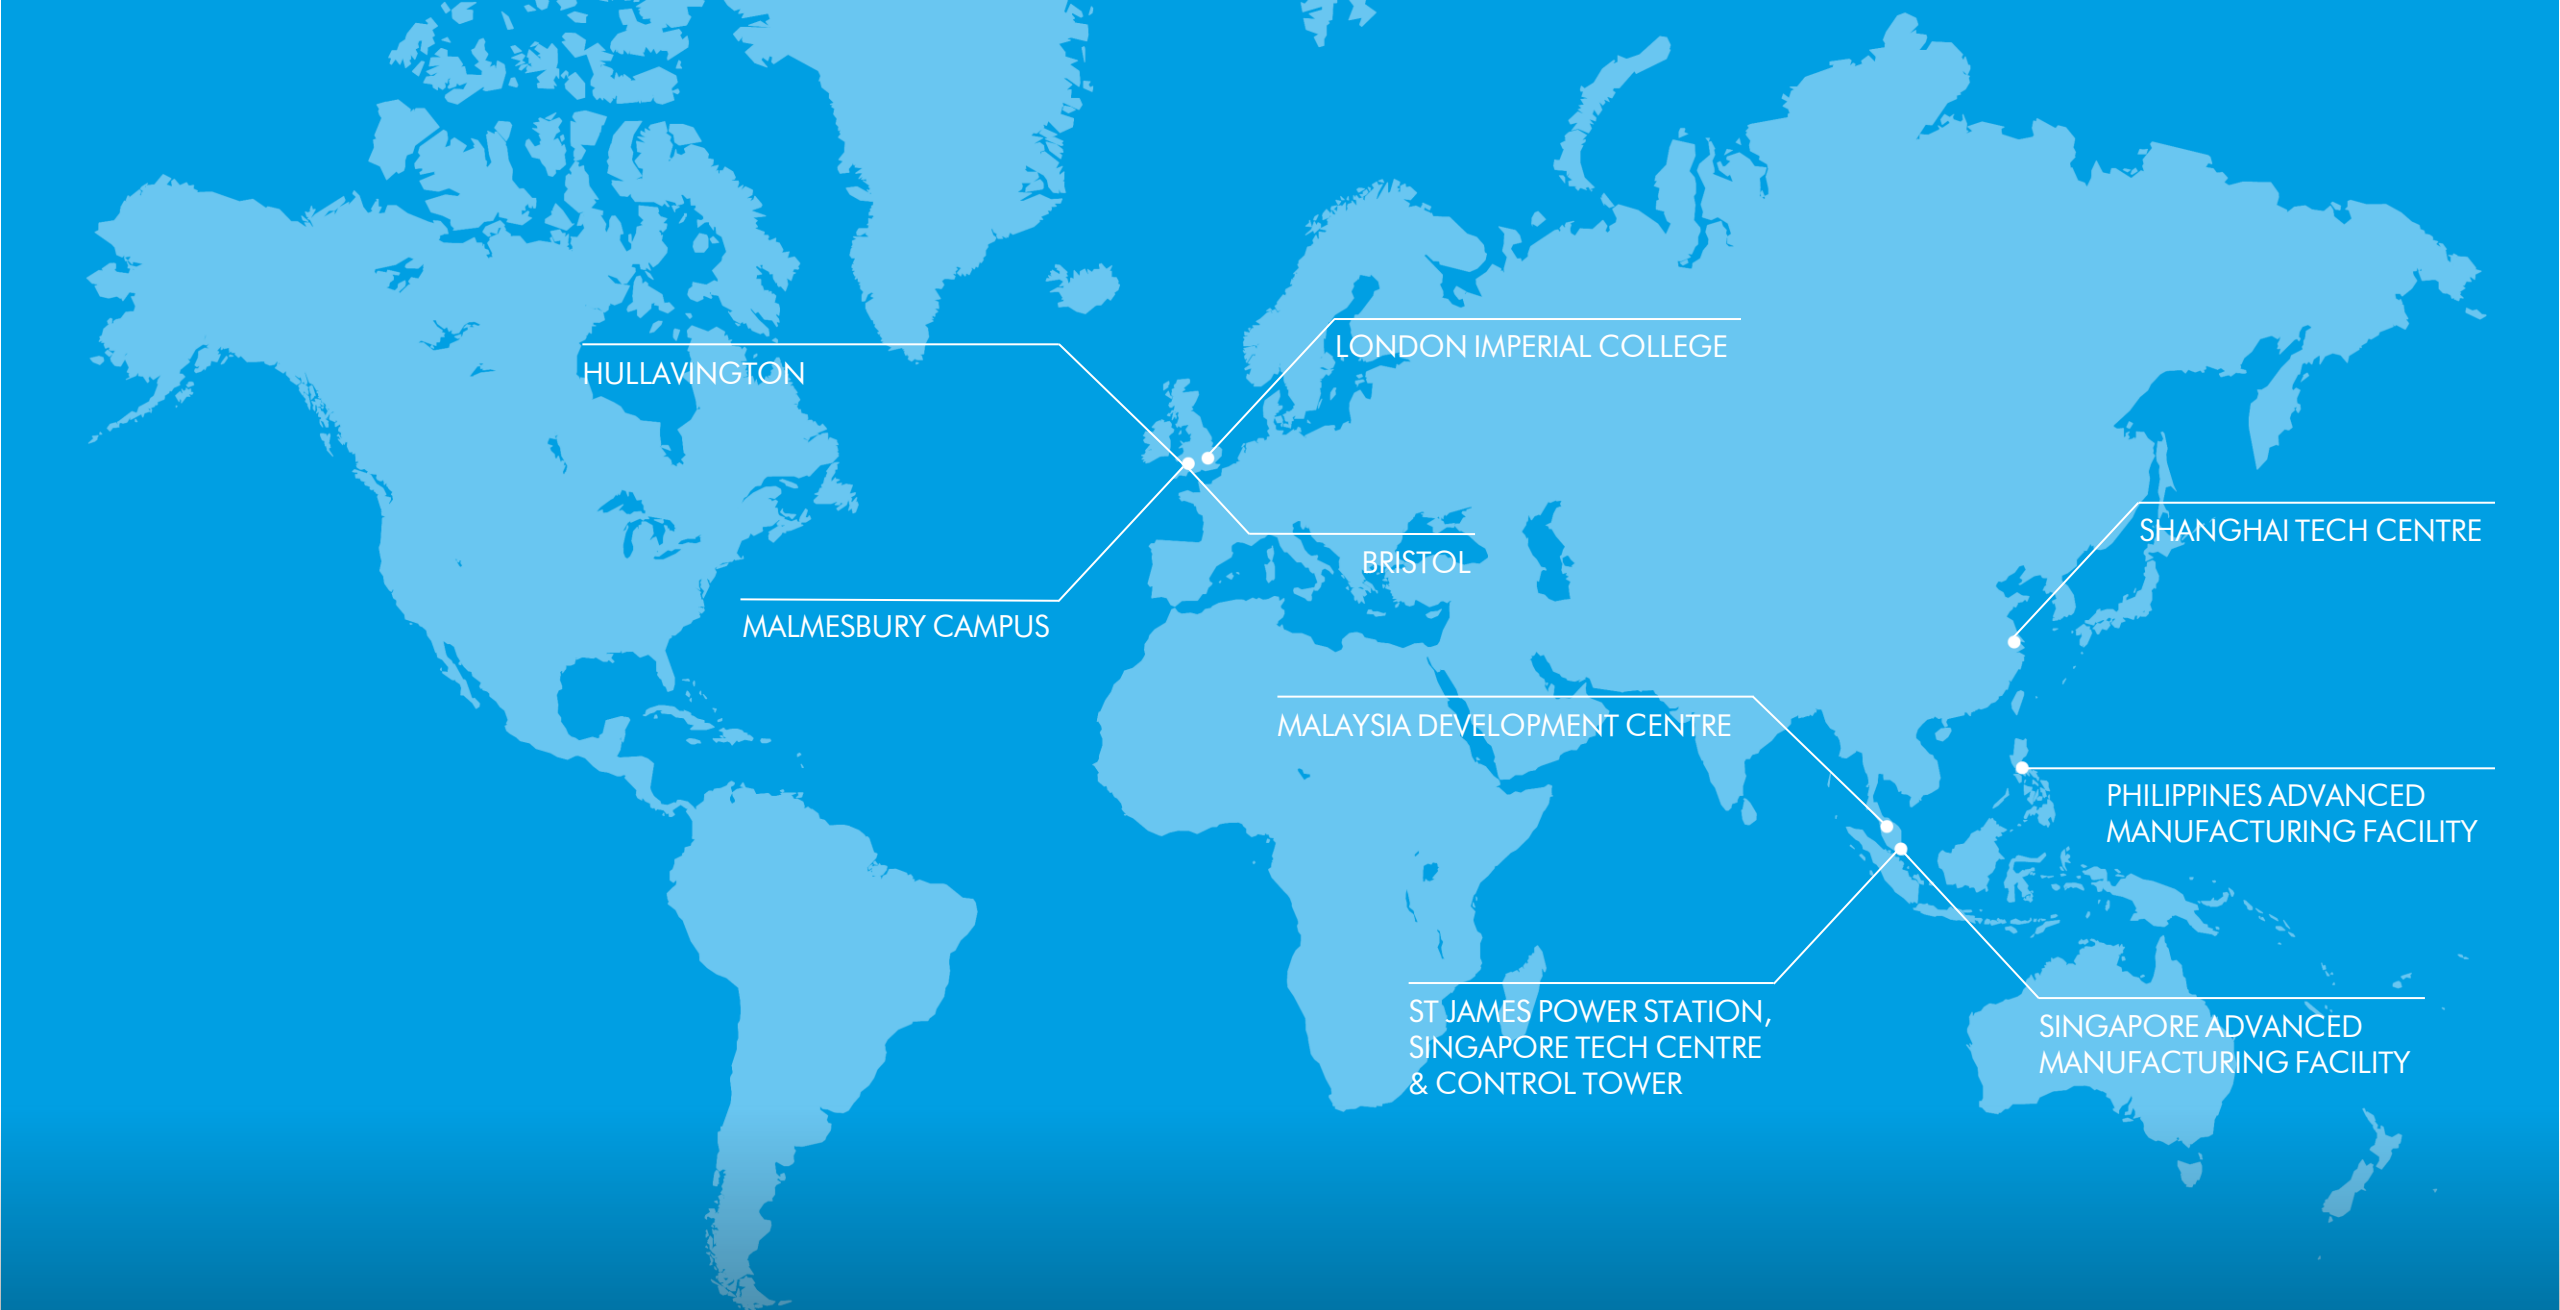 LONDON IMPERIAL COLLEGE
HULLAVINGTON
SHANGHAI TECH CENTRE
BRISTOL
MALMESBURY CAMPUS
MALAYSIA DEVELOPMENT CENTRE
PHILIPPINES ADVANCED
MANUFACTURING FACILITY
ST JAMES POWER STATION,
SINGAPORE TECH CENTRE
& CONTROL TOWER
SINGAPORE ADVANCED
MANUFACTURING FACILITY